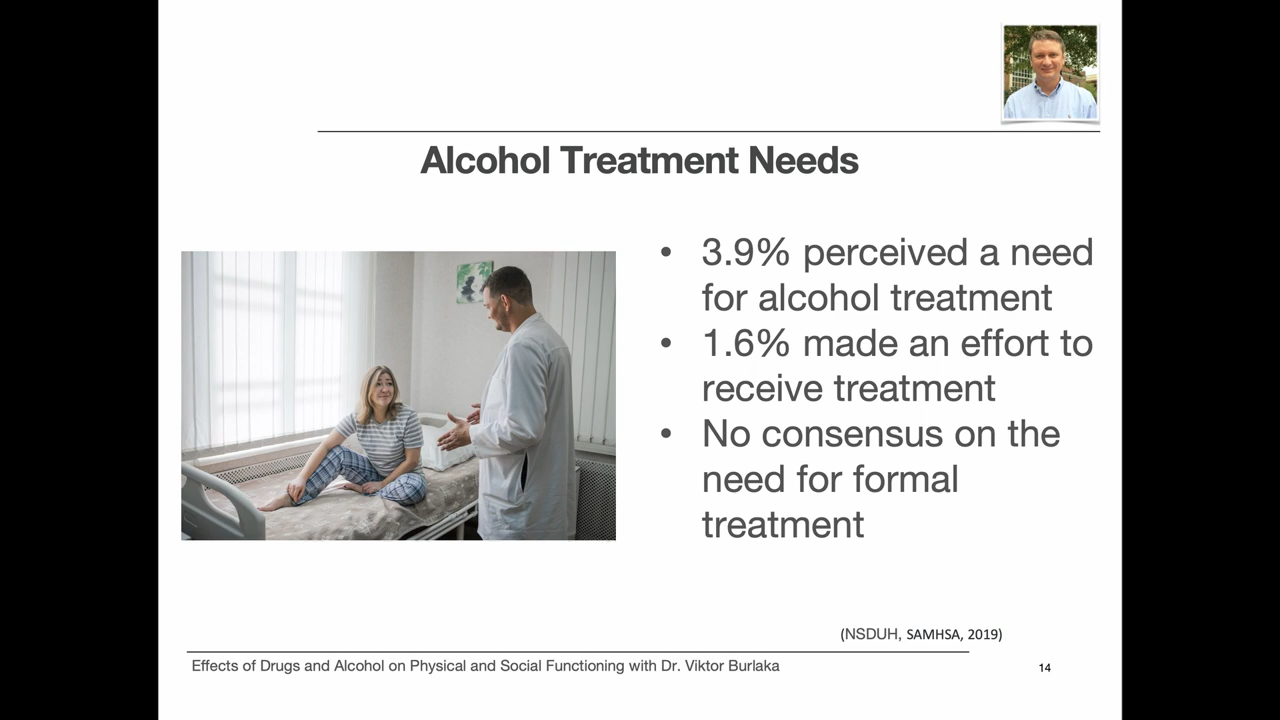 Alcohol Treatment Needs
• 3.9% perceived a need
for alcohol treatment
• 1.6% made an effort to
receive treatment
• No consensus on the
need for formal
treatment
(NSDUH, SAMHSA, 2019)
Effects of Drugs and Alcohol on Physical and Social Functioning with Dr. Viktor Burlaka
14